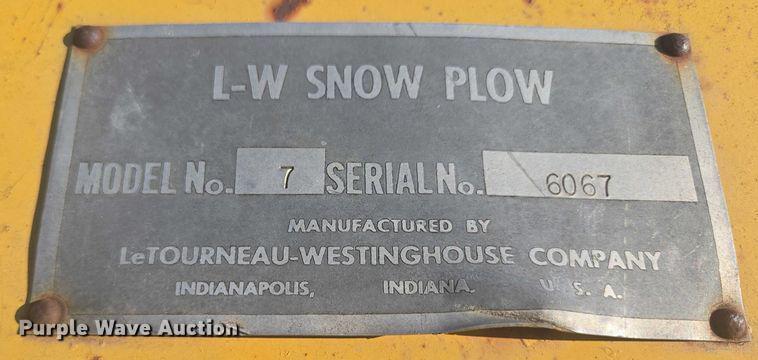 L-W SNOW PLOW
MODEL No. 7 SERIAL No. 6067
MANUFACTURED BY
LeTOURNEAU-WESTINGHOUSE COMPANY
INDIANAPOLIS, INDIANA. U. S. A.
Purple Wave Auction